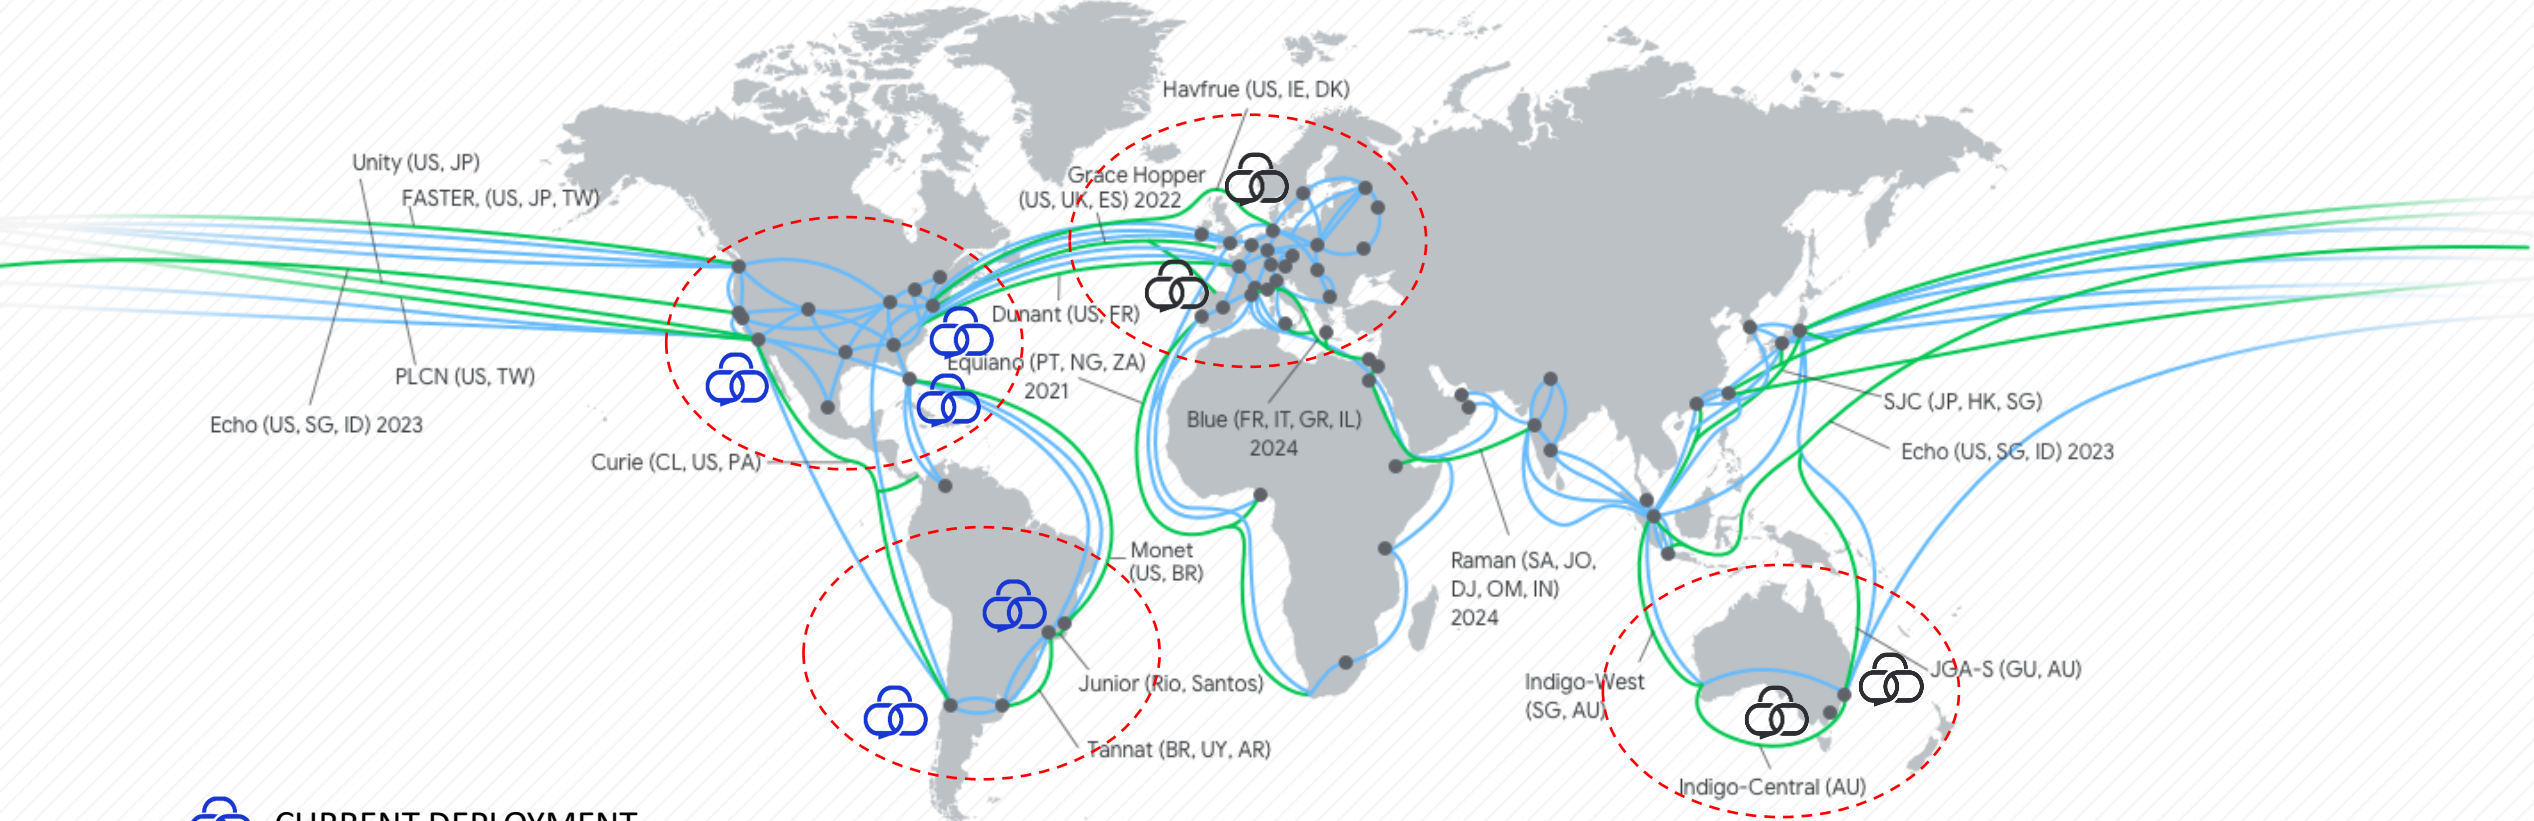 Havfrue (US, IE, DK)
Unity (US, JP)
FASTER, (US, JP, TW)
Grace Hopper
(US, UK, ES) 2022
Dunant (US, FR)
Equiano (PT, NG, ZA)
2021
PLCN (US, TW)
Echo (US, SG, ID) 2023
Blue (FR, IT, GR, IL)
2024
SJC (JP, HK, SG)
Echo (US, SG, ID) 2023
Curie (CL, US, PA)
Monet
(US, BR)
Raman (SA, JO,
DJ, OM, IN)
2024
Junior (Rio, Santos)
Indigo-West
(SG, AU)
JGA-S (GU, AU)
Tannat (BR, UY, AR)
Indigo-Central (AU)
CURRENT DEPLOYMENT